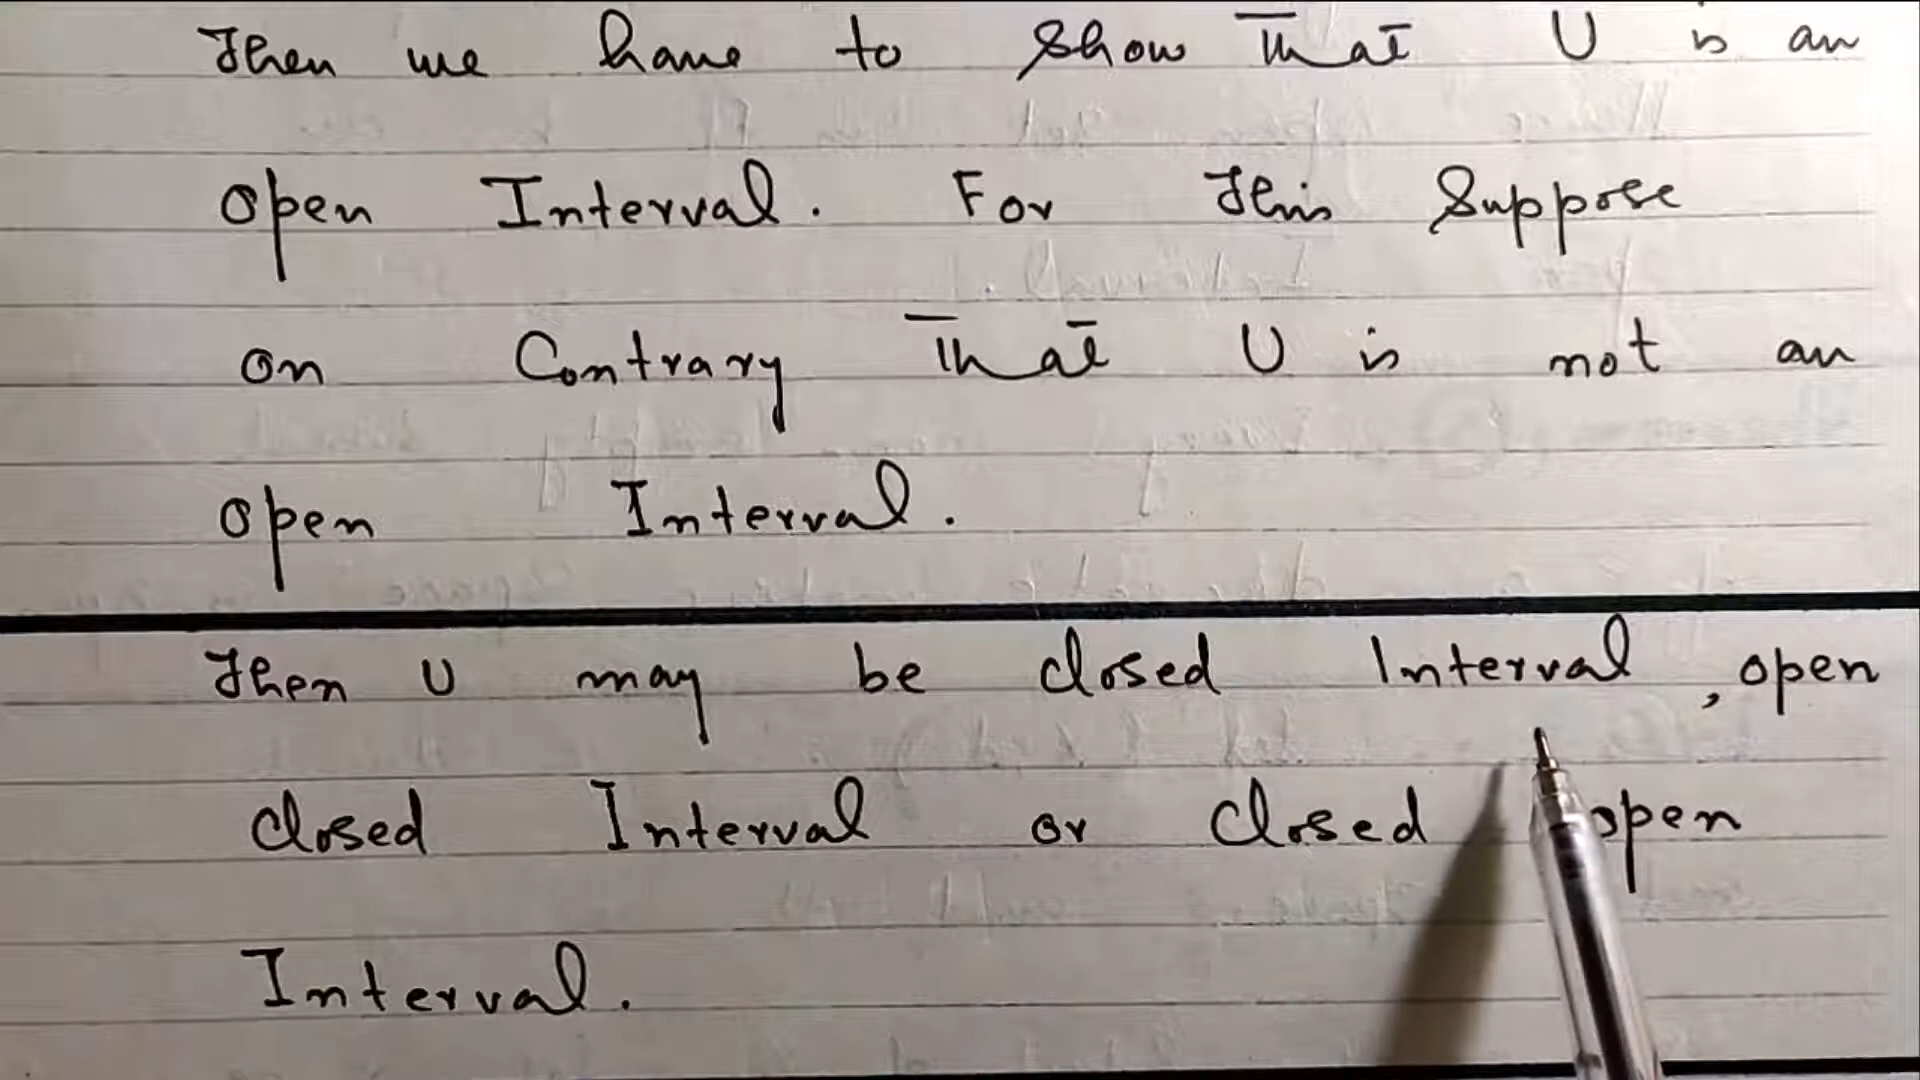 Then we have to show that U is an
open Interval. For this suppose
on Contrary that U is not an
open Interval.
Then U may be closed Interval, open
closed Interval or closed open
Interval.